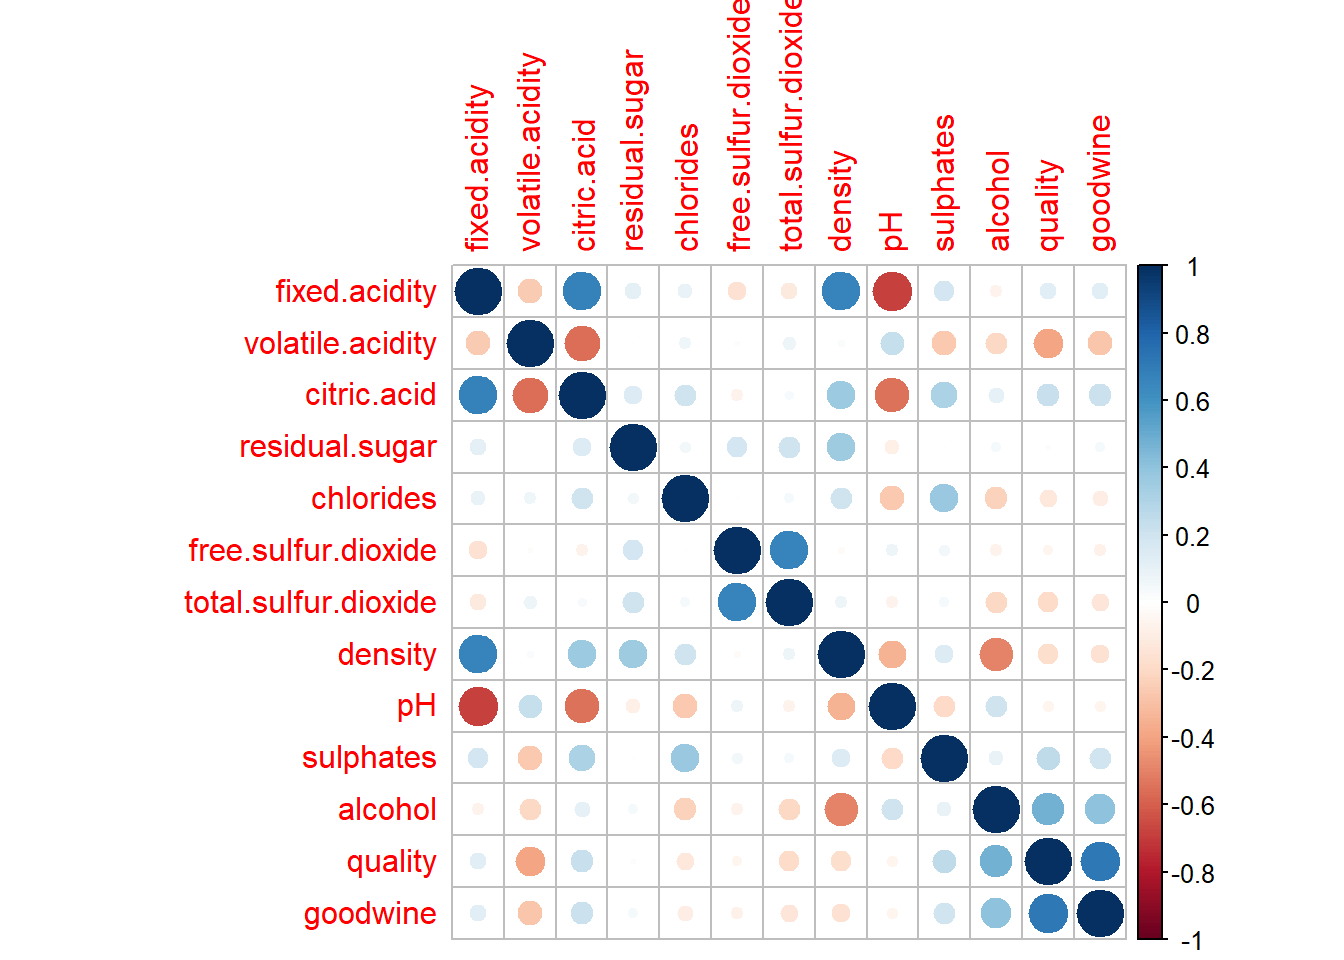 fixed.acidity
volatile.acidity
citric.acid
residual.sugar
chlorides
free.sulfur.dioxide
total.sulfur.dioxide
density
pH
sulphates
alcohol
quality
goodwine
fixed.acidity
volatile.acidity
citric.acid
residual.sugar
chlorides
free.sulfur.dioxide
total.sulfur.dioxide
density
pH
sulphates
alcohol
quality
goodwine
1
0.8
0.6
0.4
0.2
0
-0.2
-0.4
-0.6
-0.8
-1